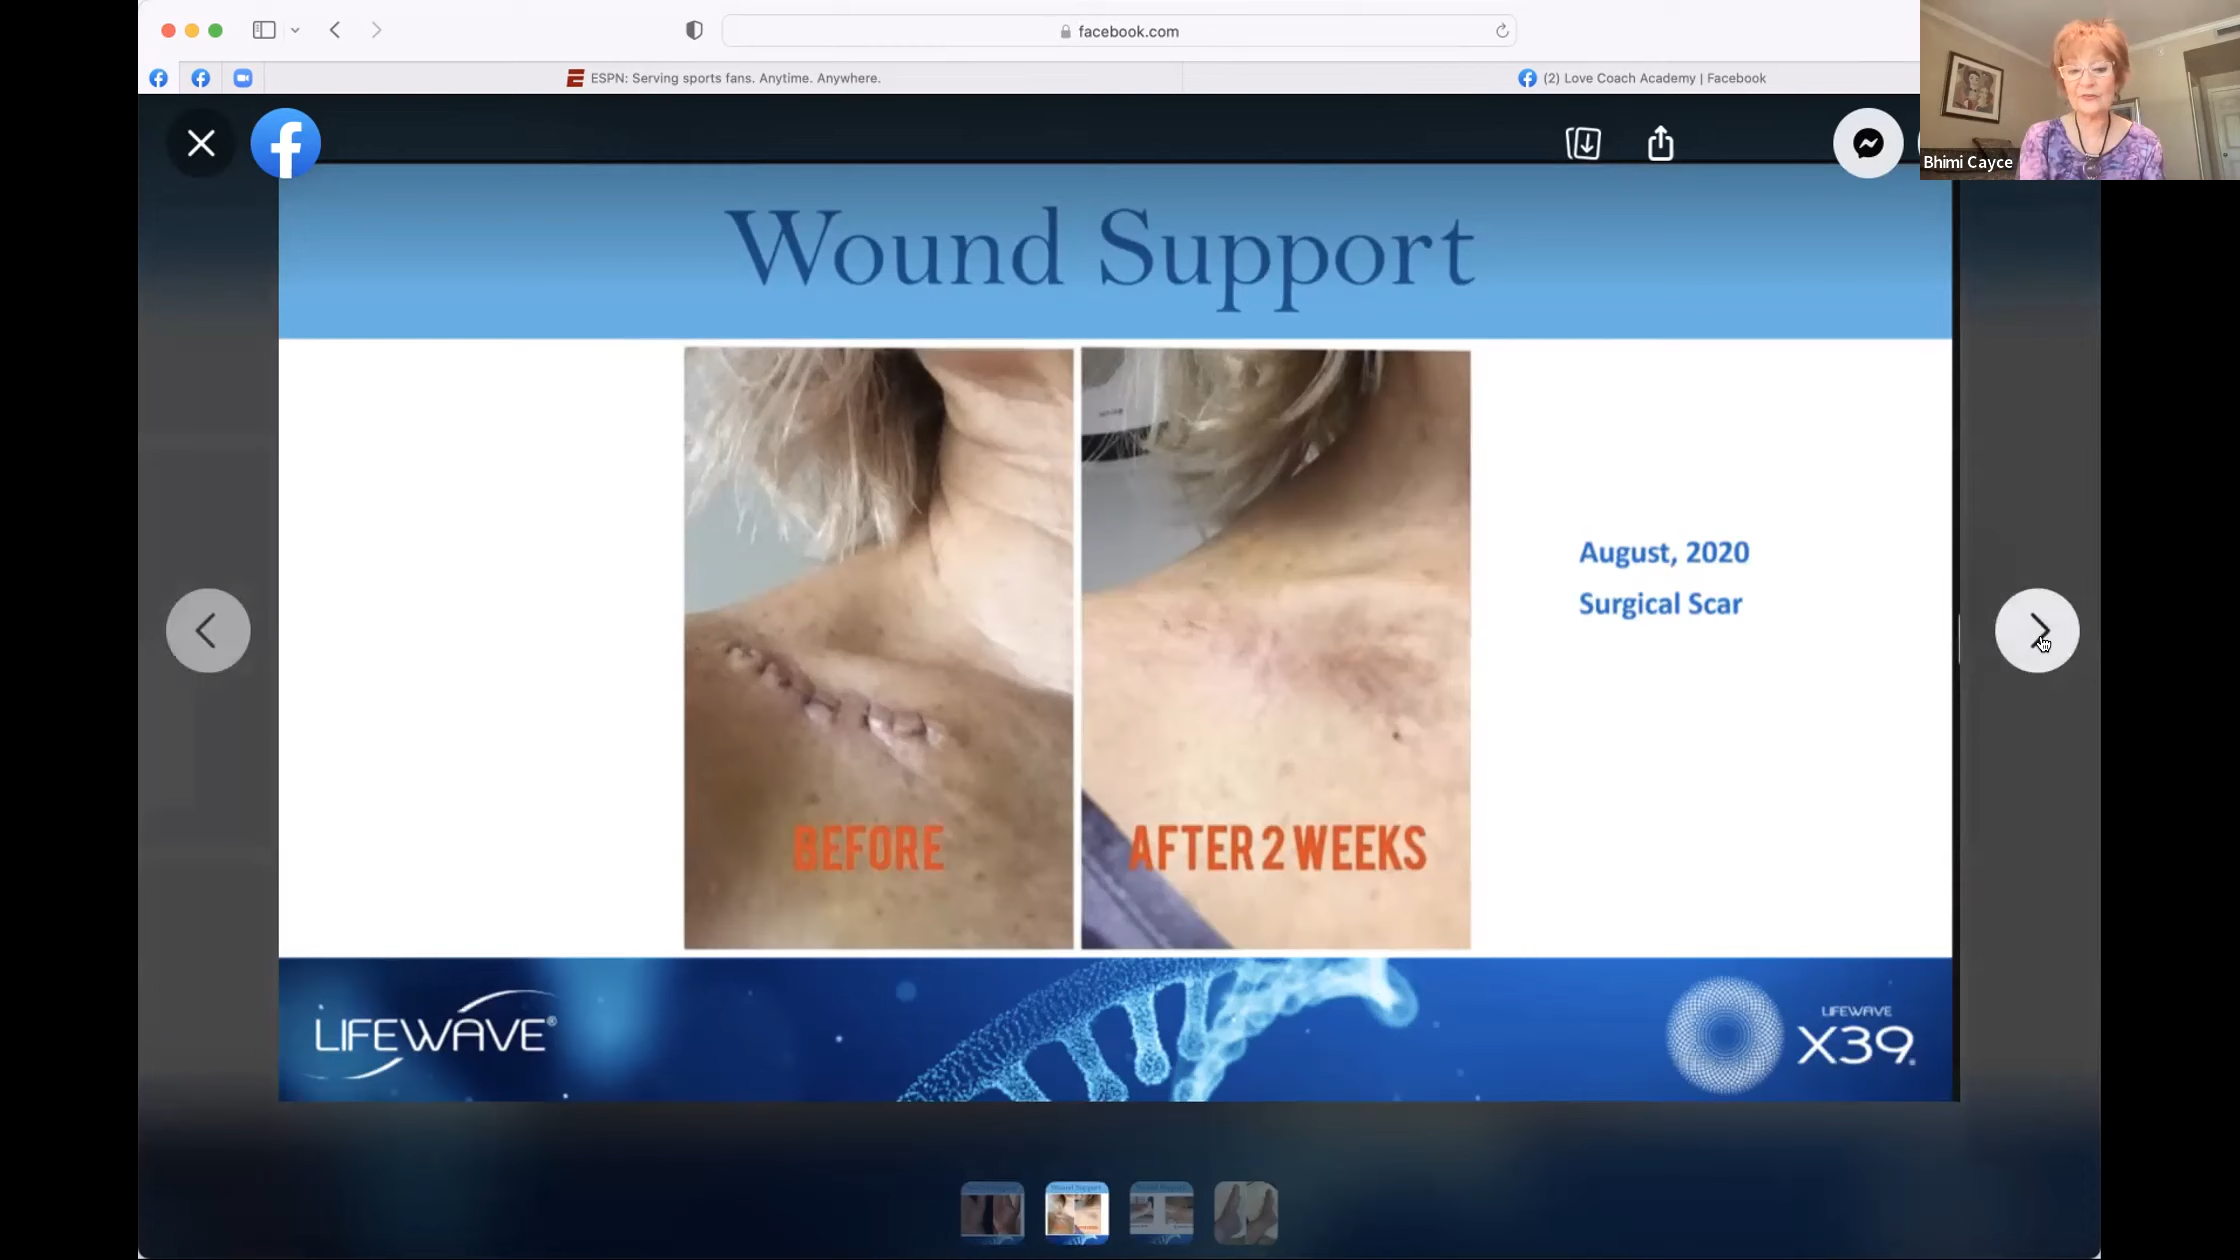 facebook.com
ESPN: Serving sports fans. Anytime. Anywhere.
(2) Love Coach Academy | Facebook
Bhimi Cayce
Wound Support
August, 2020
Surgical Scar
BEFORE
AFTER 2 WEEKS
LIFEWAVE®
LIFEWAVE
X39®